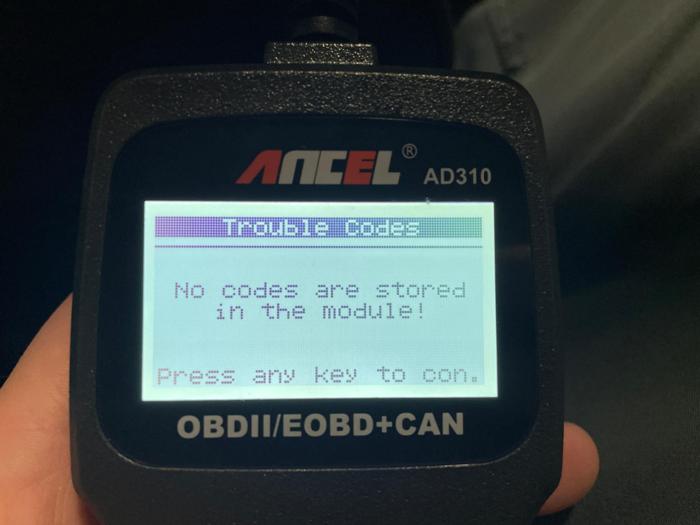 ANCEL® AD310
Trouble Codes
No codes are stored
in the module!
Press any key to con.
OBDII/EOBD+CAN